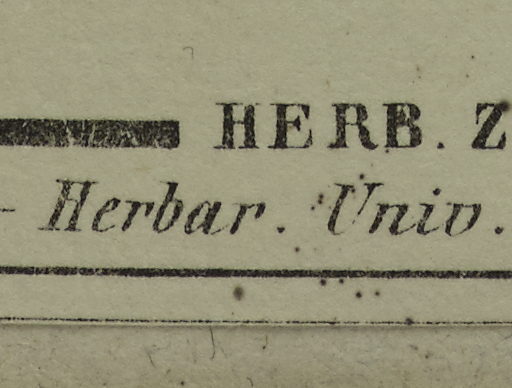 HERB. Z
- Herbar. Univ.